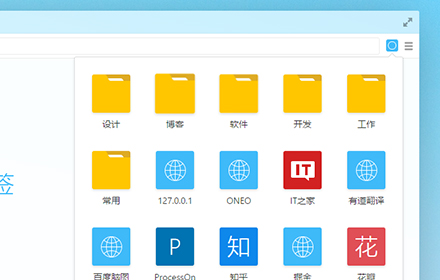 设计 博客 软件 开发 工作
签
IT
常用 127.0.0.1 ONEO IT之家 有道翻译
P 知 花
百度脑图 ProcessOn 知乎 掘金 花瓣